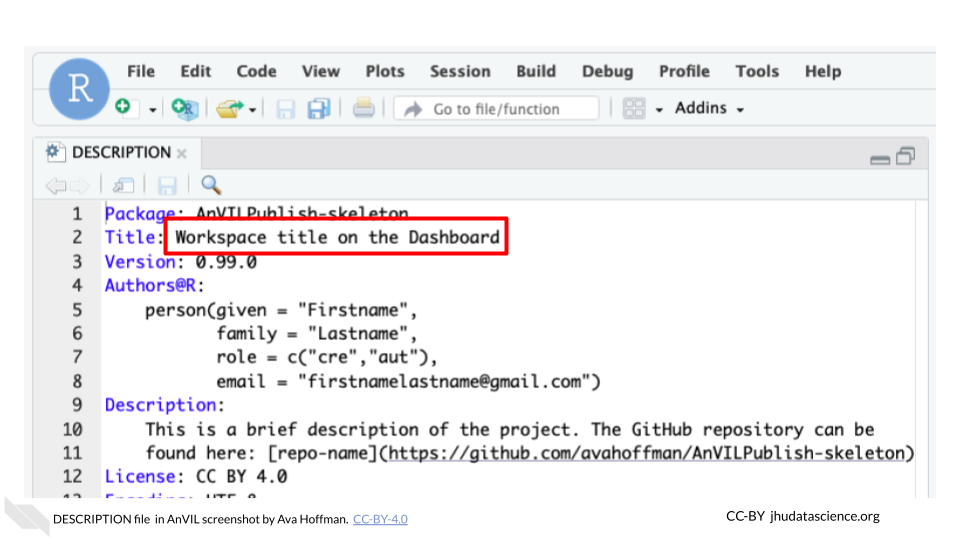 R
File Edit Code View Plots Session Build Debug Profile Tools Help
Go to file/function
Addins
DESCRIPTION
1 Package: AnVILPublish-skeleton
2 Title: Workspace title on the Dashboard
3 Version: 0.99.0
4 Authors@R:
5 person(given = "Firstname",
6 family = "Lastname",
7 role = c("cre","aut"),
8 email = "firstnamelastname@gmail.com")
9 Description:
10 This is a brief description of the project. The GitHub repository can be
11 found here: [repo-name](https://github.com/avahoffman/AnVILPublish-skeleton)
12 License: CC BY 4.0
13 Encoding: UTF-8
DESCRIPTION file in AnVIL screenshot by Ava Hoffman. CC-BY-4.0
CC-BY jhudatascience.org